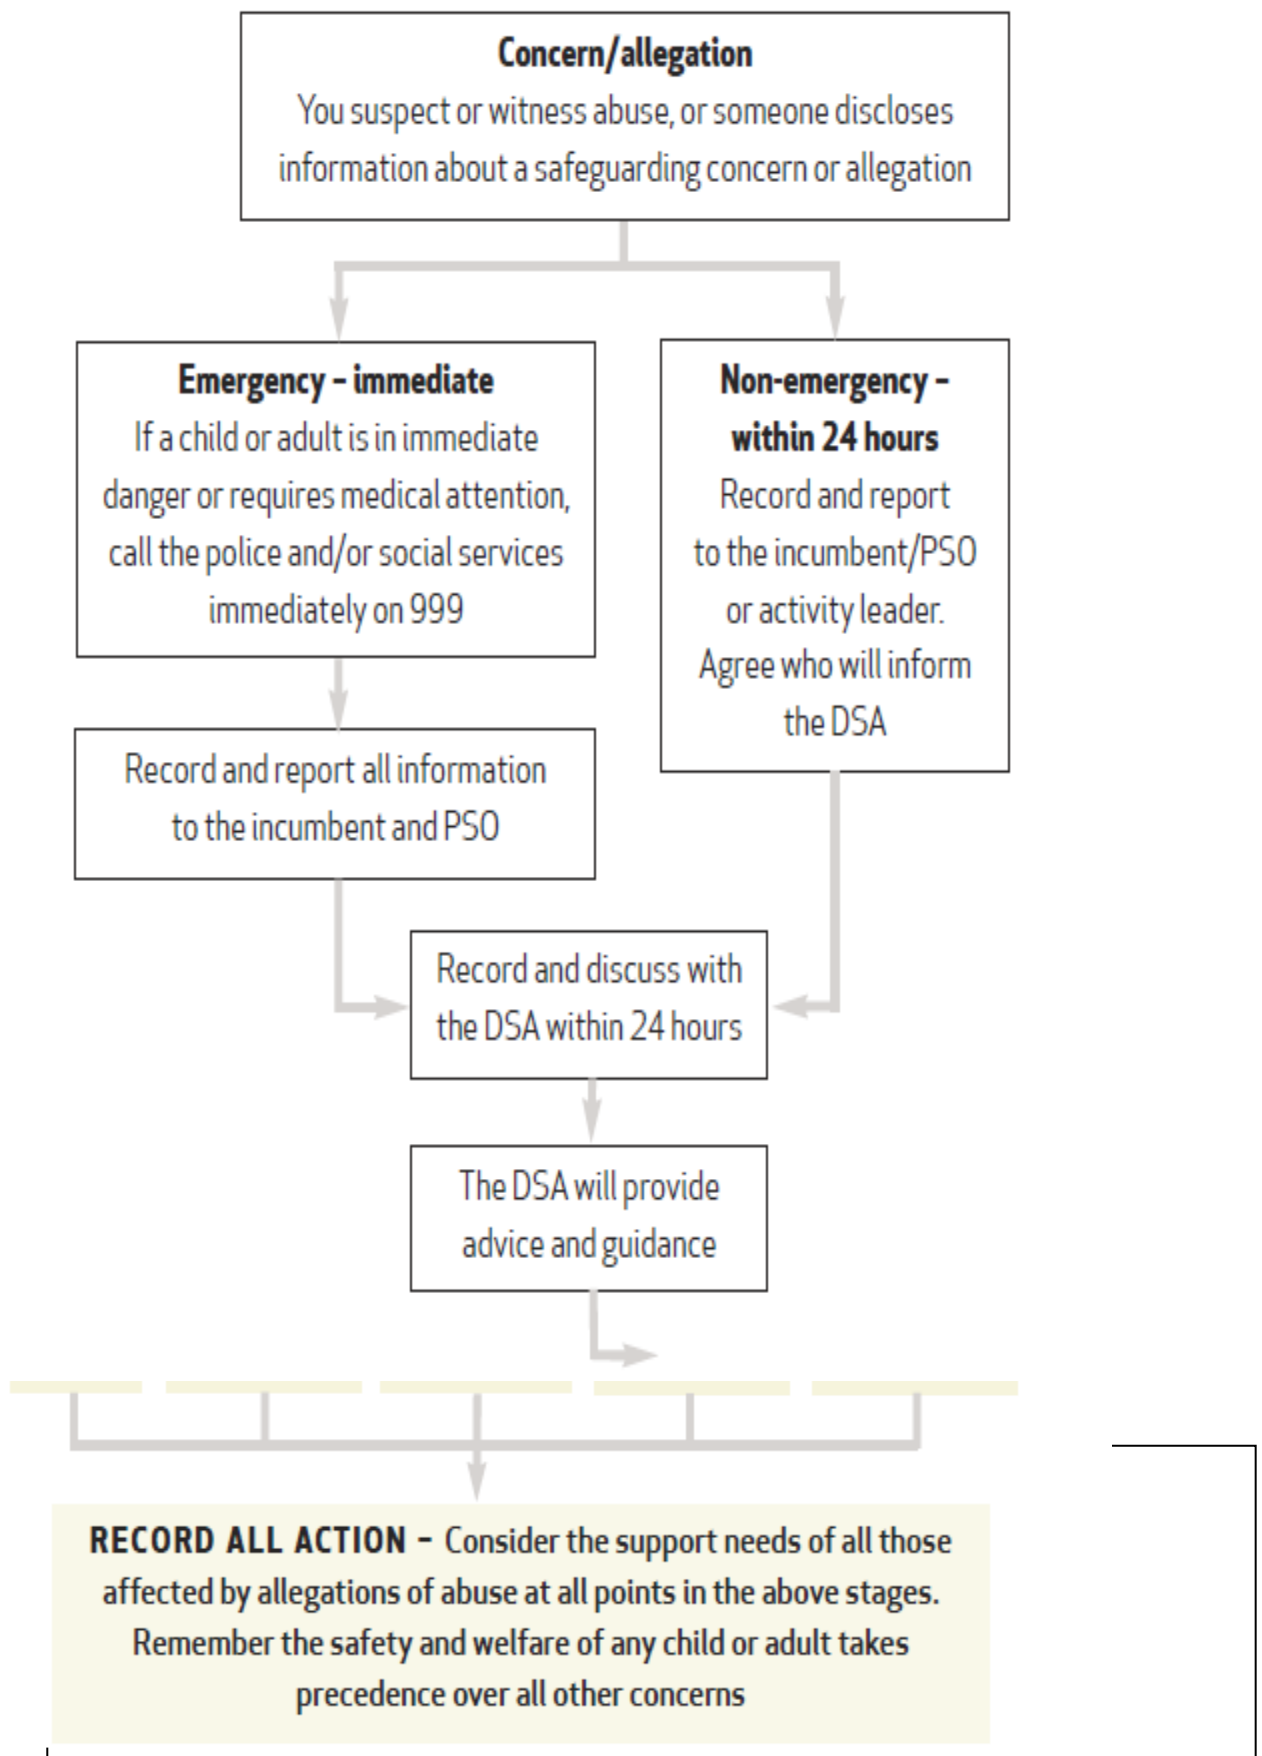 Concern/allegation
You suspect or witness abuse, or someone discloses
information about a safeguarding concern or allegation
Emergency – immediate
If a child or adult is in immediate
danger or requires medical attention,
call the police and/or social services
immediately on 999
Non-emergency –
within 24 hours
Record and report
to the incumbent/PSO
or activity leader.
Agree who will inform
the DSA
Record and report all information
to the incumbent and PSO
Record and discuss with
the DSA within 24 hours
The DSA will provide
advice and guidance
RECORD ALL ACTION – Consider the support needs of all those
affected by allegations of abuse at all points in the above stages.
Remember the safety and welfare of any child or adult takes
precedence over all other concerns